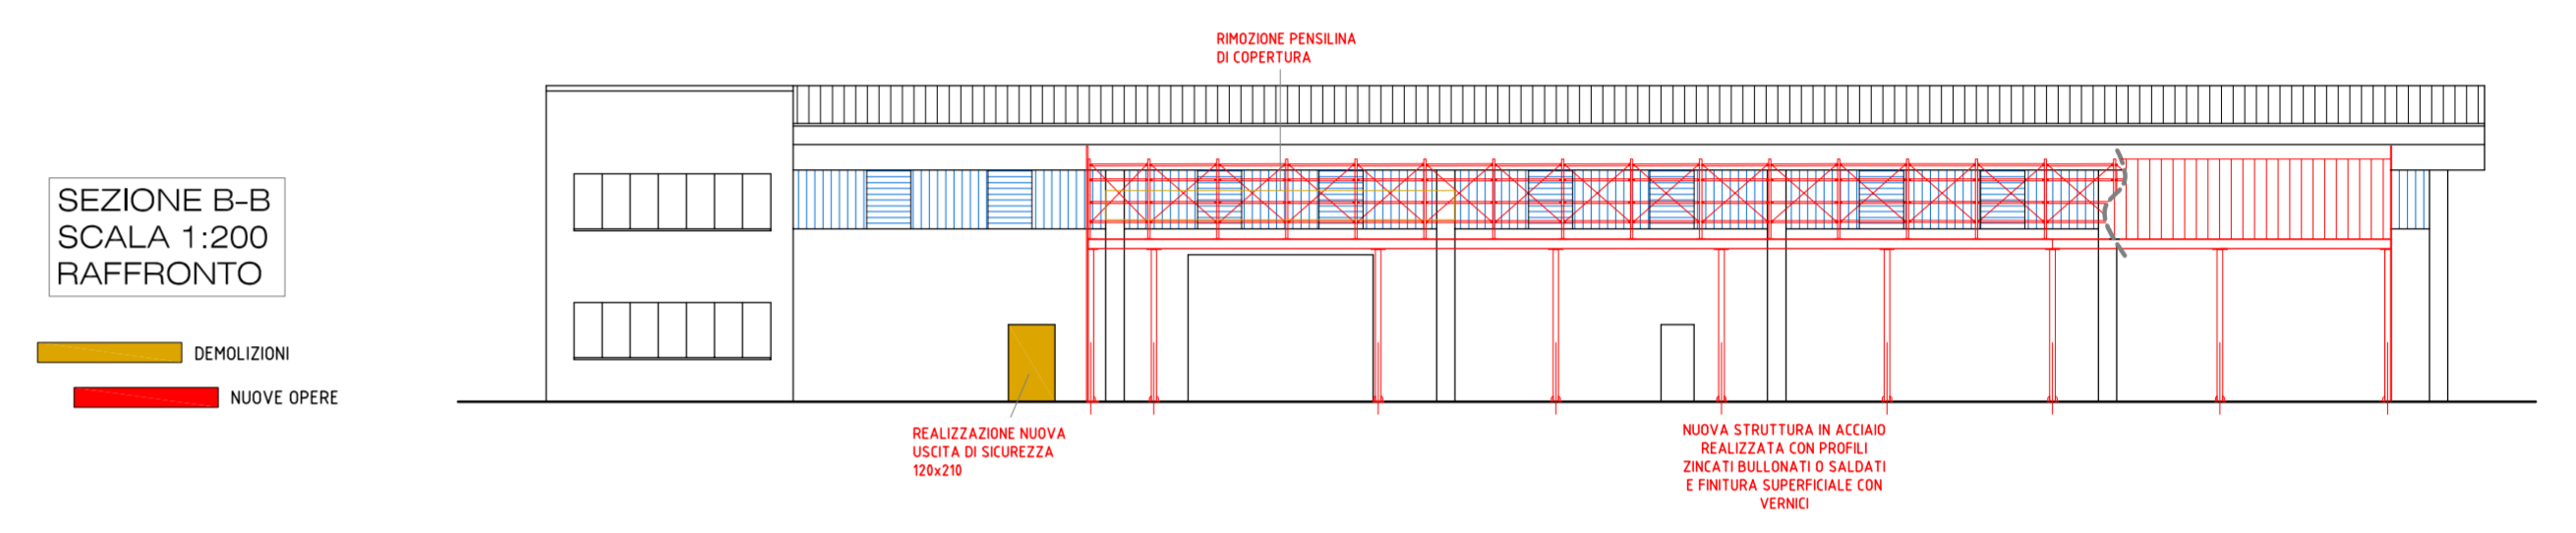 RIMOZIONE PENSILINA
DI COPERTURA
SEZIONE B-B
SCALA 1:200
RAFFRONTO
DEMOLIZIONI
NUOVE OPERE
REALIZZAZIONE NUOVA
USCITA DI SICUREZZA
120x210
NUOVA STRUTTURA IN ACCIAIO
REALIZZATA CON PROFILI
ZINCATI BULLONATI O SALDATI
E FINITURA SUPERFICIALE CON
VERNICI